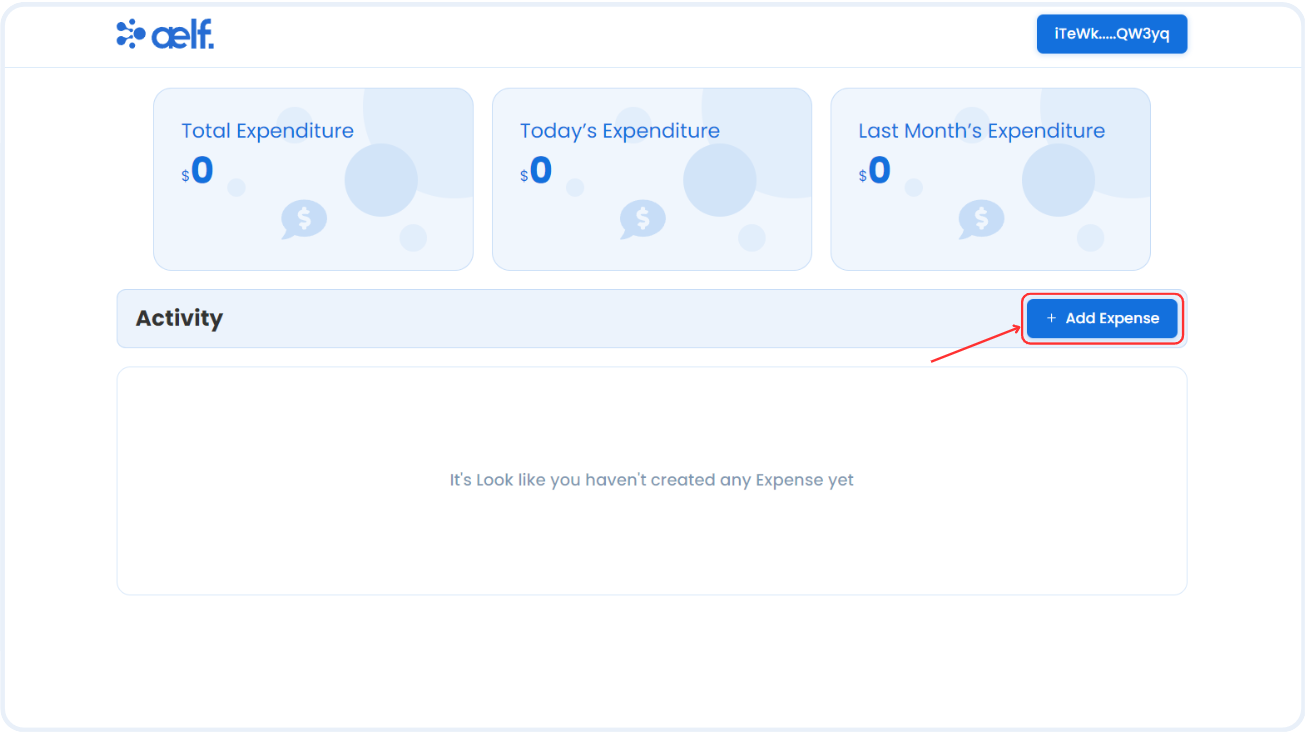 ælf.
iTeWk.....QW3yq
Total Expenditure
$0
Today’s Expenditure
$0
Last Month’s Expenditure
$0
Activity
+ Add Expense
It's Look like you haven't created any Expense yet